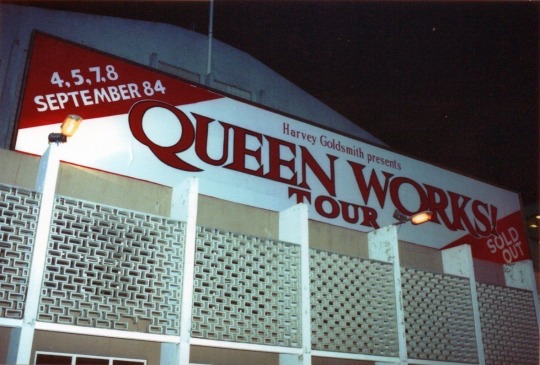 4,5,7,8
SEPTEMBER 84
Harvey Goldsmith presents
QUEEN WORKS!
TOUR
SOLD
OUT